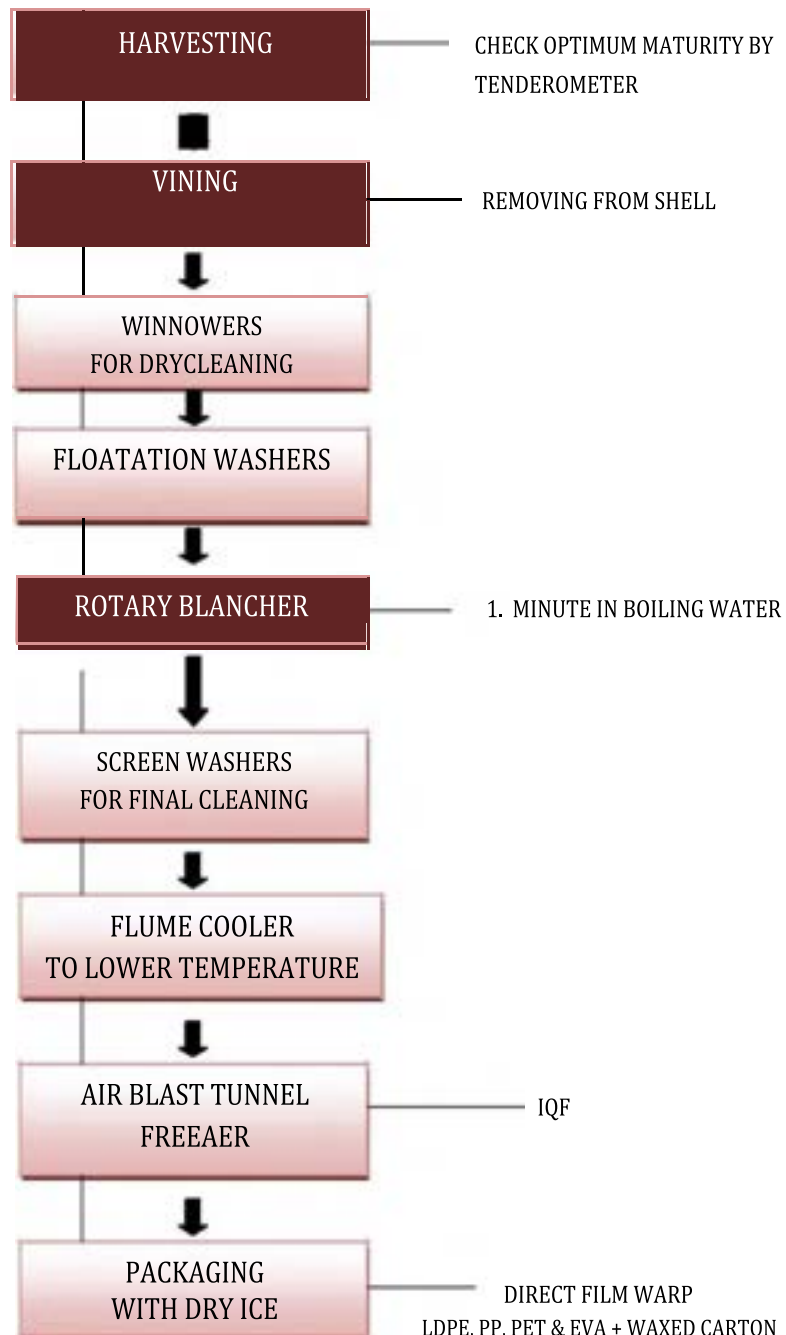 HARVESTING
CHECK OPTIMUM MATURITY BY
TENDEROMETER
VINING
REMOVING FROM SHELL
WINNOWERS
FOR DRYCLEANING
FLOATATION WASHERS
ROTARY BLANCHER
1. MINUTE IN BOILING WATER
SCREEN WASHERS
FOR FINAL CLEANING
FLUME COOLER
TO LOWER TEMPERATURE
AIR BLAST TUNNEL
FREEAER
IQF
PACKAGING
WITH DRY ICE
DIRECT FILM WARP
LDPE, PP, PET & EVA + WAXED CARTON